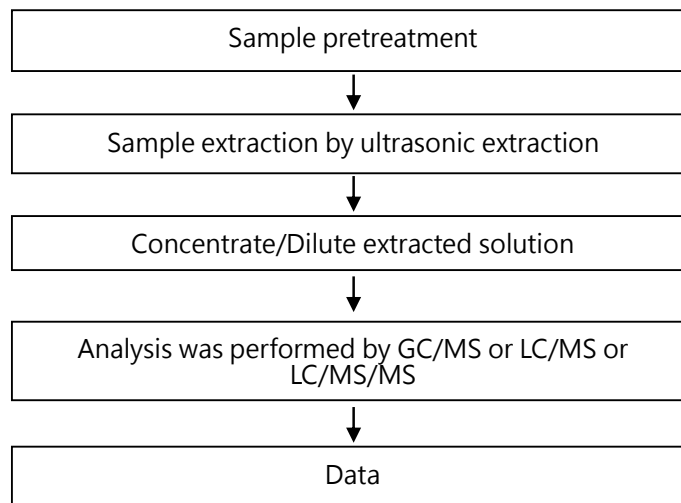 Sample pretreatment
Sample extraction by ultrasonic extraction
Concentrate/Dilute extracted solution
Analysis was performed by GC/MS or LC/MS or
LC/MS/MS
Data